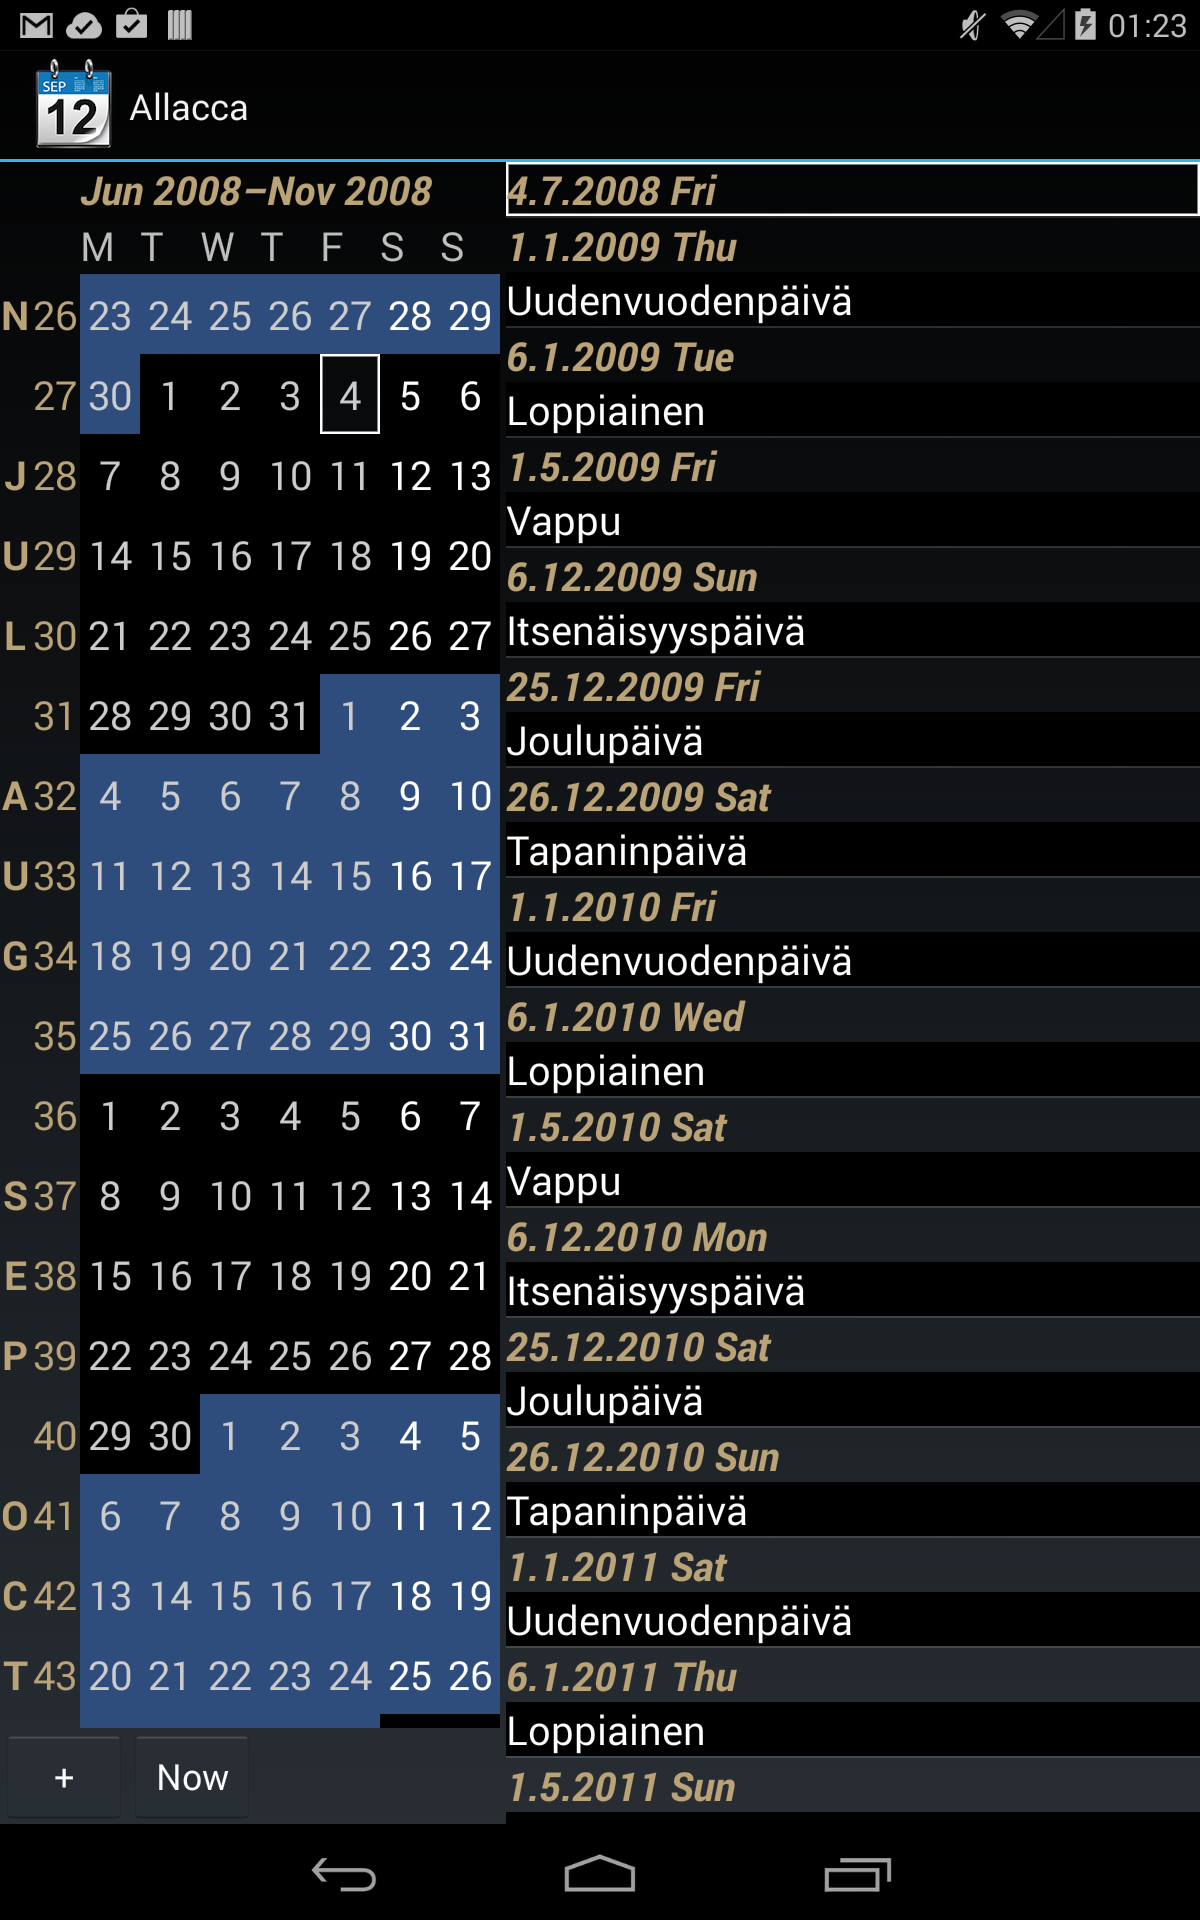 01:23
SEP
12
Allacca
Jun 2008–Nov 2008
M T W T F S S
N 26 23 24 25 26 27 28 29
27 30 1 2 3 4 5 6
J 28 7 8 9 10 11 12 13
U 29 14 15 16 17 18 19 20
L 30 21 22 23 24 25 26 27
31 28 29 30 31 1 2 3
A 32 4 5 6 7 8 9 10
U 33 11 12 13 14 15 16 17
G 34 18 19 20 21 22 23 24
35 25 26 27 28 29 30 31
36 1 2 3 4 5 6 7
S 37 8 9 10 11 12 13 14
E 38 15 16 17 18 19 20 21
P 39 22 23 24 25 26 27 28
40 29 30 1 2 3 4 5
O 41 6 7 8 9 10 11 12
C 42 13 14 15 16 17 18 19
T 43 20 21 22 23 24 25 26
+ Now
4.7.2008 Fri
1.1.2009 Thu
Uudenvuodenpäivä
6.1.2009 Tue
Loppiainen
1.5.2009 Fri
Vappu
6.12.2009 Sun
Itsenäisyyspäivä
25.12.2009 Fri
Joulupäivä
26.12.2009 Sat
Tapaninpäivä
1.1.2010 Fri
Uudenvuodenpäivä
6.1.2010 Wed
Loppiainen
1.5.2010 Sat
Vappu
6.12.2010 Mon
Itsenäisyyspäivä
25.12.2010 Sat
Joulupäivä
26.12.2010 Sun
Tapaninpäivä
1.1.2011 Sat
Uudenvuodenpäivä
6.1.2011 Thu
Loppiainen
1.5.2011 Sun